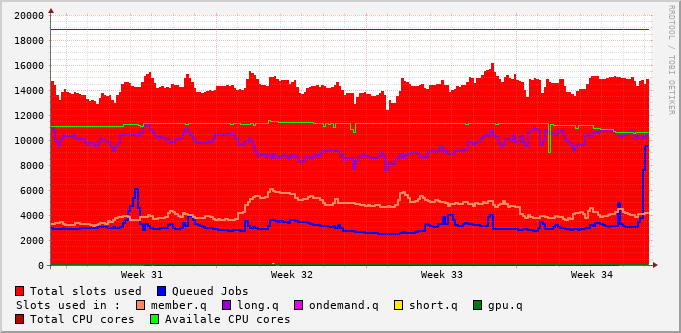 RRDTOOL / TOBI OETIKER
20000
18000
16000
14000
12000
10000
8000
6000
4000
2000
0
Week 31 Week 32 Week 33 Week 34
Total slots used Queued Jobs
Slots used in : member.q long.q ondemand.q short.q gpu.q
Total CPU cores Availale CPU cores